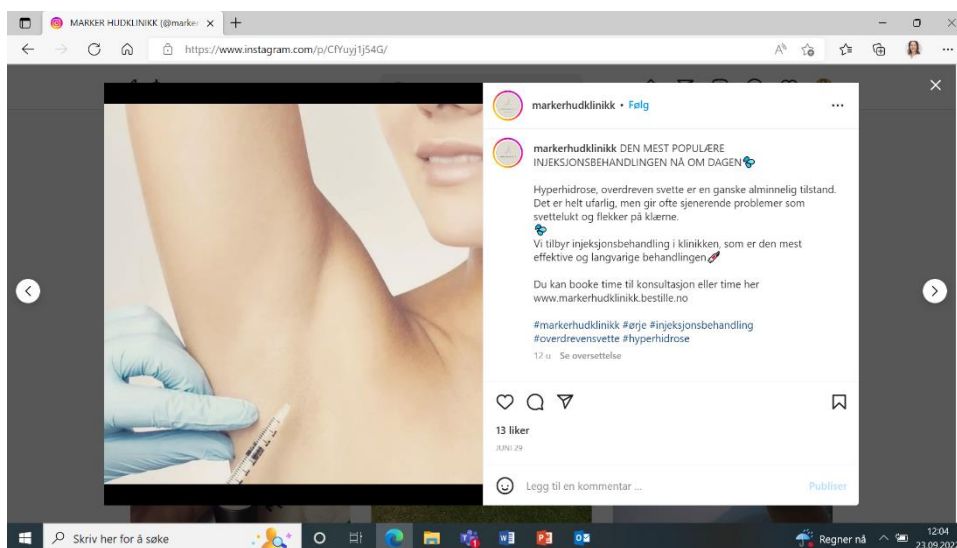 MARKER HUDKLINIKK (@marker
https://www.instagram.com/p/CfYuyj1j54G/
markerhudklinikk • Følg
markerhudklinikk DEN MEST POPULÆRE
INJEKSJONSBEHANDLINGEN NÅ OM DAGEN
Hyperhidrose, overdreven svette er en ganske alminnelig tilstand.
Det er helt ufarlig, men gir ofte sjenerende problemer som
svettelukt og flekker på klærne.
Vi tilbyr injeksjonsbehandling i klinikken, som er den mest
effektive og langvarige behandlingen
Du kan booke time til konsultasjon eller time her
www.markerhudklinikk.bestille.no
#markerhudklinikk #ørje #injeksjonsbehandling
#overdrevensvette #hyperhidrose
12 u Se oversettelse
13 liker
JUNI 29
Legg til en kommentar ...
Publiser
Skriv her for å søke
Regner nå
12:04